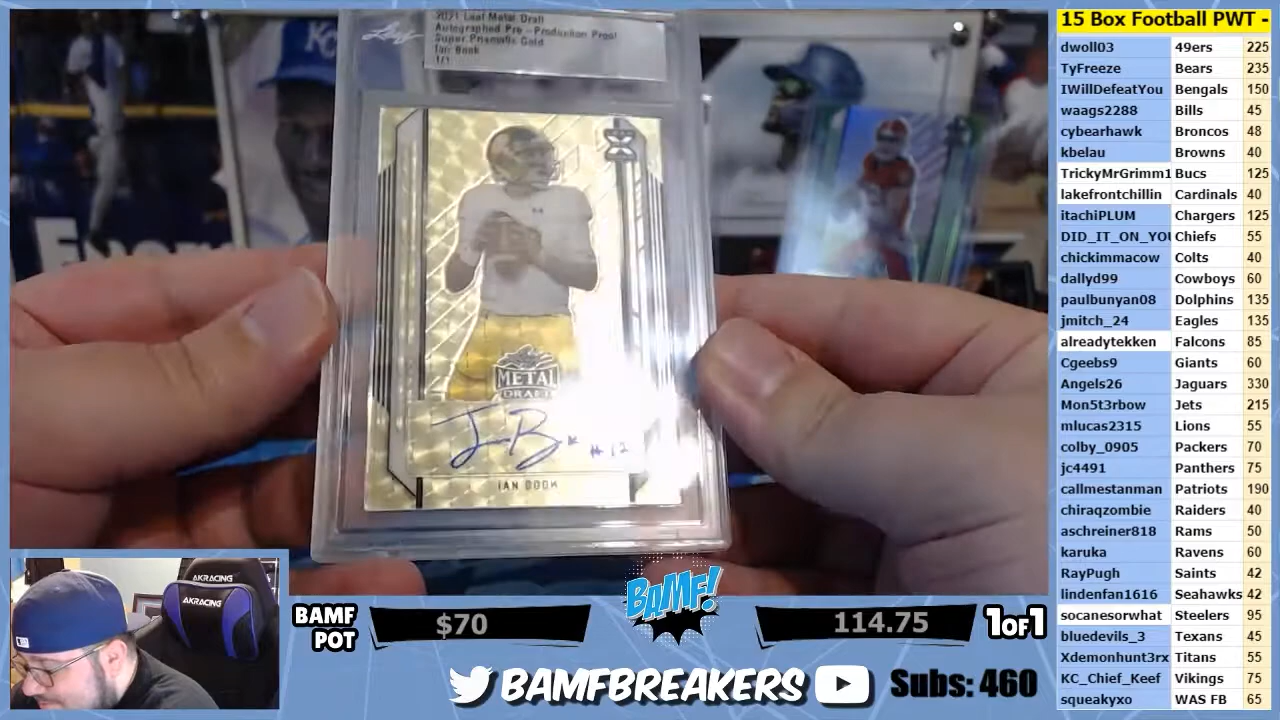 2021 Leaf Metal Draft
Autographed Pre-Production Proof
Super Prismatic Gold
Ian Book
1/1
Leaf
KC
METAL
DRAFT
#12
IAN BOOK
AKRACING
AKRACING
BAMF
POT
$70
BAMF!
114.75
1OF1
BAMFBREAKERS
Subs: 460
15 Box Football PWT -
dwoll03 49ers 225
TyFreeze Bears 235
IWillDefeatYou Bengals 150
waags2288 Bills 45
cybearhawk Broncos 48
kbelau Browns 40
TrickyMrGrimm1 Bucs 125
lakefrontchillin Cardinals 40
itachiPLUM Chargers 125
DID_IT_ON_YOU Chiefs 55
chickimmacow Colts 40
dallyd99 Cowboys 60
paulbunyan08 Dolphins 135
jmitch_24 Eagles 135
alreadytekken Falcons 85
Cgeebs9 Giants 60
Angels26 Jaguars 330
Mon5t3rbow Jets 215
mlucas2315 Lions 55
colby_0905 Packers 70
jc4491 Panthers 75
callmestanman Patriots 190
chiraqzombie Raiders 40
aschreiner818 Rams 50
karuka Ravens 60
RayPugh Saints 42
lindenfan1616 Seahawks 42
socanesorwhat Steelers 95
bluedevils_3 Texans 45
Xdemonhunt3rx Titans 55
KC_Chief_Keef Vikings 75
squeakyxo WAS FB 65